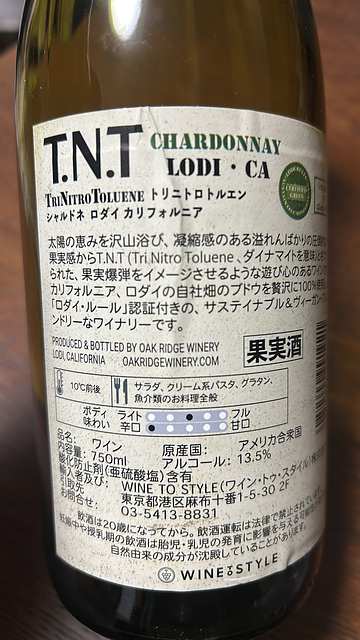 T.N.T CHARDONNAY
LODI・CA
TRINITROTOLUENE トリニトロトルエン
シャルドネ ロダイ カリフォルニア
CERTIFIED
GREEN
太陽の恵みを沢山浴び、凝縮感のある溢れんばかりの圧倒
果実感からT.N.T (Tri Nitro Toluene 、ダイナマイトを意味
られた、果実爆弾をイメージさせるような遊び心のあるワイン
カリフォルニア、ロダイの自社畑のブドウを贅沢に100%使用
「ロダイ・ルール」認証付きの、サステイナブル&ヴィーガン
ンドリーなワイナリーです。
PRODUCED & BOTTLED BY OAK RIDGE WINERY
LODI, CALIFORNIA OAKRIDGEWINERY.COM
果実酒
10℃前後
サラダ、クリーム系パスタ、グラタン、
魚介類のお料理全般
ボディ ライト フル
味わい 辛口 甘口
品名: ワイン 原産国: アメリカ合衆国
内容量: 750ml アルコール: 13.5%
酸化防止剤(亜硫酸塩)含有
輸入者及び WINE TO STYLE(ワイン・トゥ・スタイル)株式
引取先: 東京都港区麻布十番1-5-30 2F
お問合せ: 03-5413-8831
飲酒は20歳になってから。飲酒運転は法律で禁止されて
妊娠中や授乳期の飲酒は胎児・乳児の発育に影響を与える可能性
自然由来の成分が沈殿していることがあります。
WINE TO STYLE